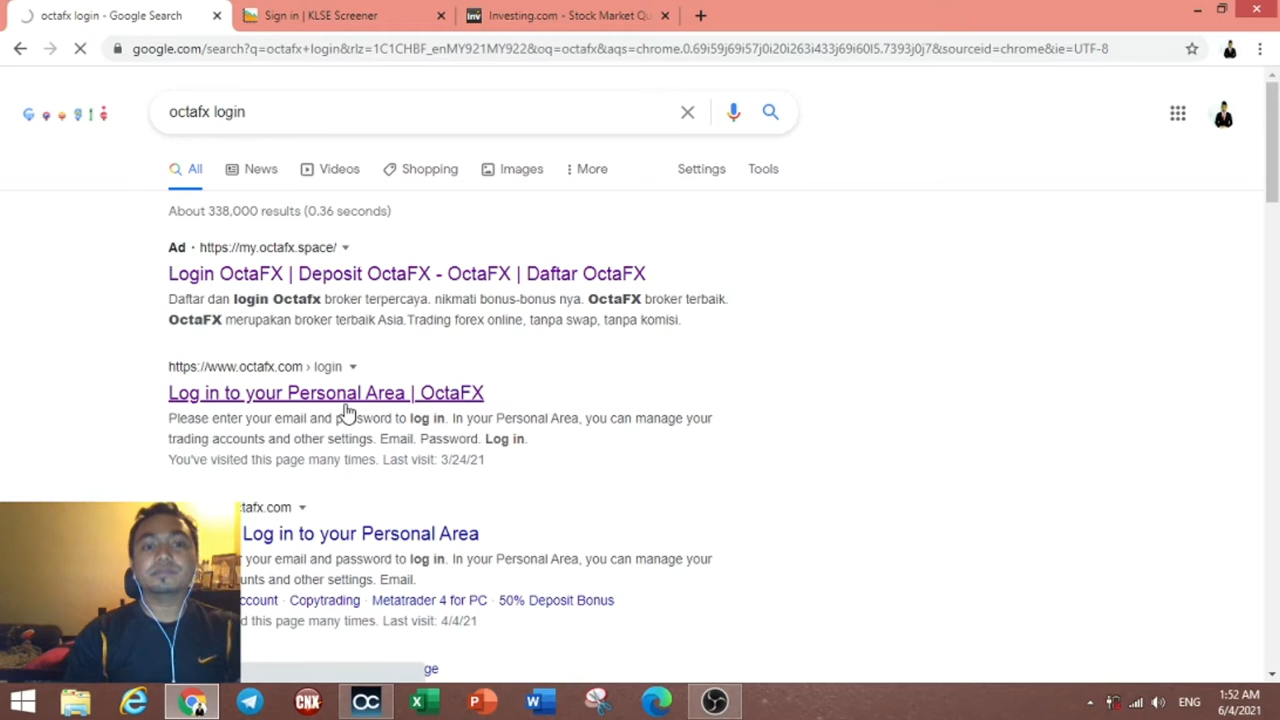 octafx login - Google Search
Sign in | KLSE Screener
Investing.com - Stock Market Qu
google.com/search?q=octafx+login&rlz=1C1CHBF_enMY921MY922&oq=octafx&aqs=chrome.0.69i59j69i57j0i20i263i433j69i60l5.7393j0j7&sourceid=chrome&ie=UTF-8
octafx login
All
News
Videos
Shopping
Images
More
Settings
Tools
About 338,000 results (0.36 seconds)
Ad · https://my.octafx.space/
Login OctaFX | Deposit OctaFX - OctaFX | Daftar OctaFX
Daftar dan login Octafx broker terpercaya. nikmati bonus-bonus nya. OctaFX broker terbaik.
OctaFX merupakan broker terbaik Asia.Trading forex online, tanpa swap, tanpa komisi.
https://www.octafx.com › login
Log in to your Personal Area | OctaFX
Please enter your email and password to log in. In your Personal Area, you can manage your
trading accounts and other settings. Email. Password. Log in.
You've visited this page many times. Last visit: 3/24/21
tafx.com
Log in to your Personal Area
your email and password to log in. In your Personal Area, you can manage your
unts and other settings. Email.
ccount · Copytrading · Metatrader 4 for PC · 50% Deposit Bonus
d this page many times. Last visit: 4/4/21
ge
CNX
OC
ENG
1:52 AM
6/4/2021